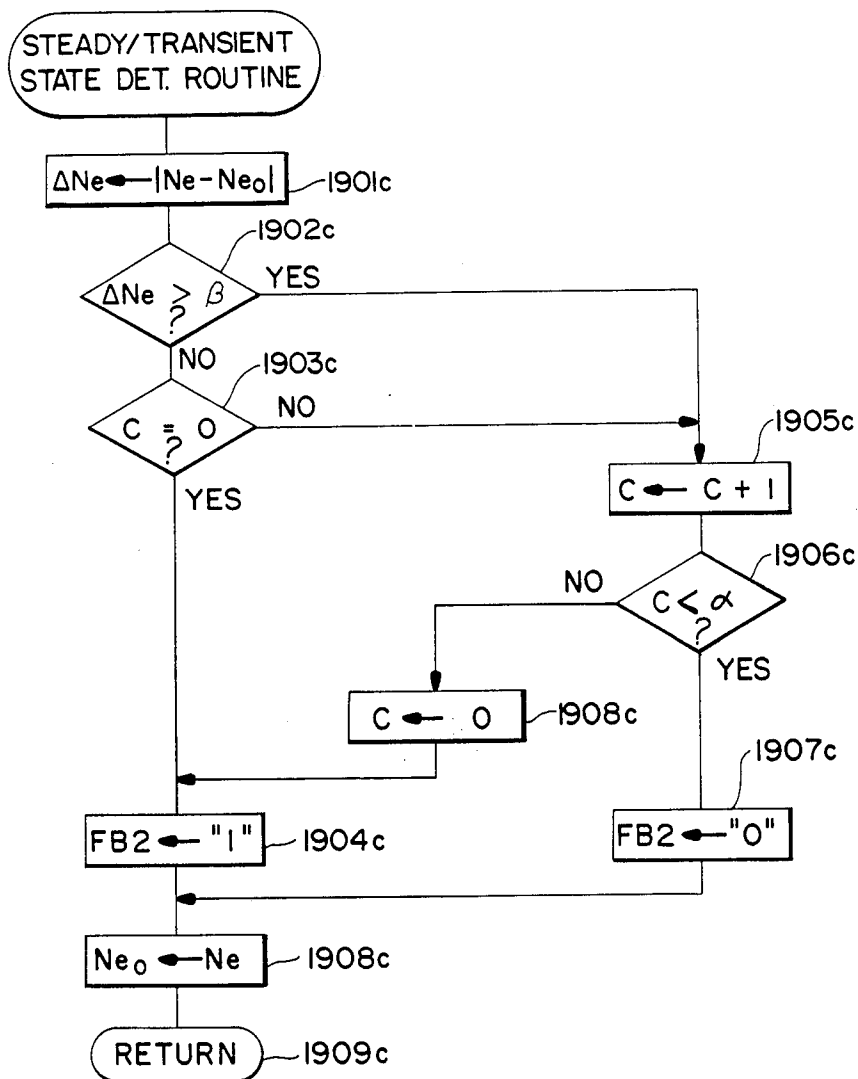 STEADY/TRANSIENT
STATE DET. ROUTINE
ΔNe←|Ne-Ne₀|
1901c
1902c
ΔNe > β
?
YES
NO
1903c
C = 0
?
NO
YES
1905c
C ← C + 1
1906c
C < α
?
NO
YES
C ← 0
1908c
1907c
FB2 ← "1"
1904c
FB2 ← "0"
Ne₀ ← Ne
1908c
RETURN
1909c